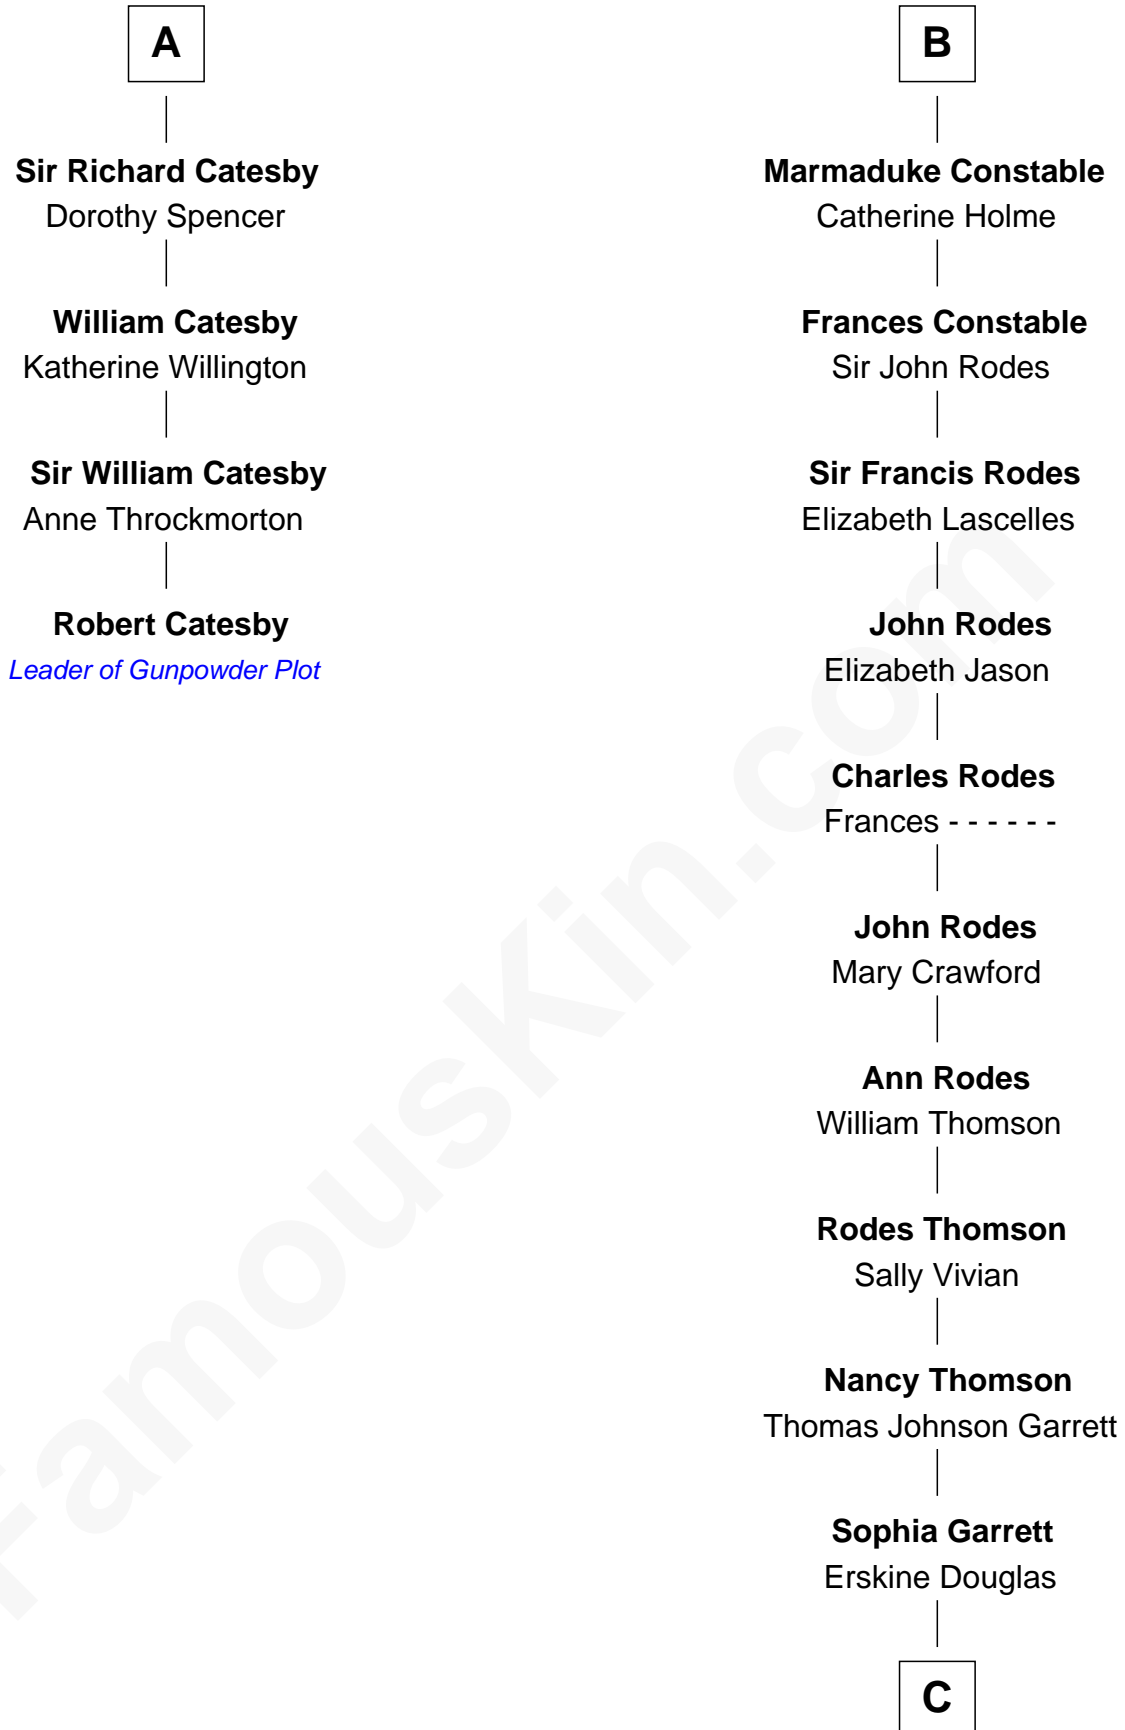 A
Sir Richard Catesby
Dorothy Spencer
William Catesby
Katherine Willington
Sir William Catesby
Anne Throckmorton
Robert Catesby
Leader of Gunpowder Plot
B
Marmaduke Constable
Catherine Holme
Frances Constable
Sir John Rodes
Sir Francis Rodes
Elizabeth Lascelles
John Rodes
Elizabeth Jason
Charles Rodes
Frances - - - - - -
John Rodes
Mary Crawford
Ann Rodes
William Thomson
Rodes Thomson
Sally Vivian
Nancy Thomson
Thomas Johnson Garrett
Sophia Garrett
Erskine Douglas
C
FamousKin.com